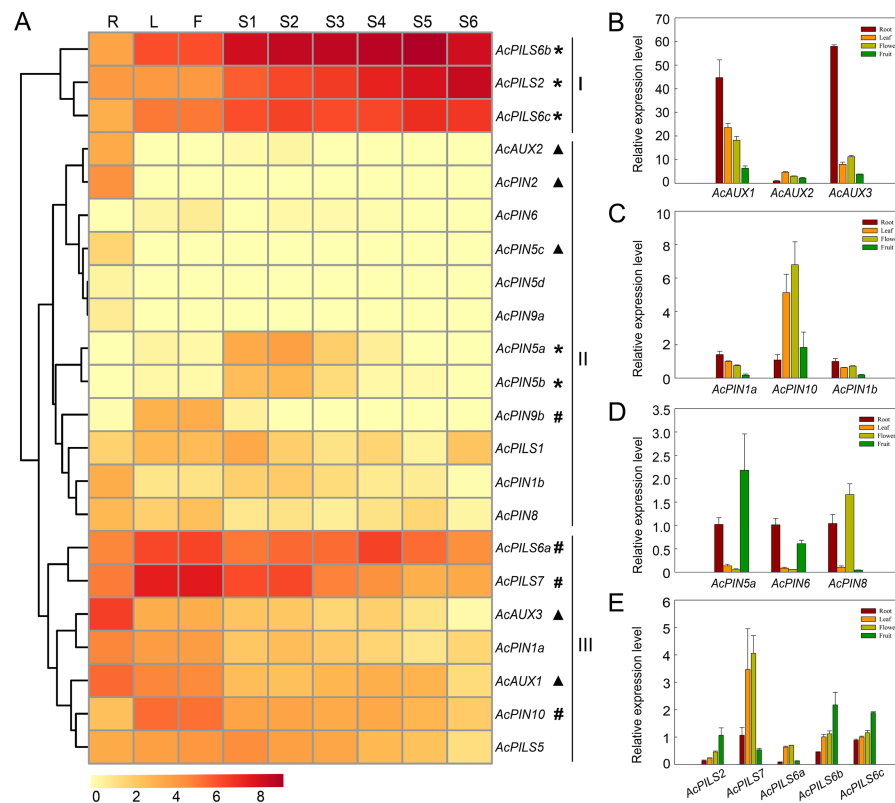 A
R L F S1 S2 S3 S4 S5 S6
AcPILS6b *
AcPILS2 *
AcPILS6c *
I
AcAUX2 ▲
AcPIN2 ▲
AcPIN6
AcPIN5c ▲
AcPIN5d
AcPIN9a
AcPIN5a *
AcPIN5b *
AcPIN9b #
AcPILS1
AcPIN1b
AcPIN8
II
AcPILS6a #
AcPILS7 #
AcAUX3 ▲
AcPIN1a
AcAUX1 ▲
AcPIN10 #
AcPILS5
III
0 2 4 6 8
B
Relative expression level
70
60
50
40
30
20
10
0
Root
Leaf
Flower
Fruit
AcAUX1 AcAUX2 AcAUX3
C
Relative expression level
10
8
6
4
2
0
Root
Leaf
Flower
Fruit
AcPIN1a AcPIN10 AcPIN1b
D
Relative expression level
3.5
3.0
2.5
2.0
1.5
1.0
0.5
0
Root
Leaf
Flower
Fruit
AcPIN5a AcPIN6 AcPIN8
E
Relative expression level
6
5
4
3
2
1
0
Root
Leaf
Flower
Fruit
AcPILS2 AcPILS7 AcPILS6a AcPILS6b AcPILS6c